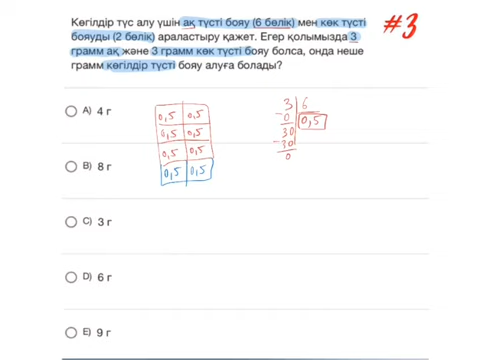 Көгілдір түс алу үшін ақ түсті бояу (6 бөлік) мен көк түсті
#3
бояуды (2 бөлік) араластыру қажет. Егер қолымызда 3
грамм ақ және 3 грамм көк түсті бояу болса, онда неше
грамм көгілдір түсті бояу алуға болады?
A) 4 г
0,5 0,5
0,5 0,5
0,5 0,5
0,5 0,5
3 6
- 0 0,5
30
- 30
0
B) 8 г
C) 3 г
D) 6 г
E) 9 г